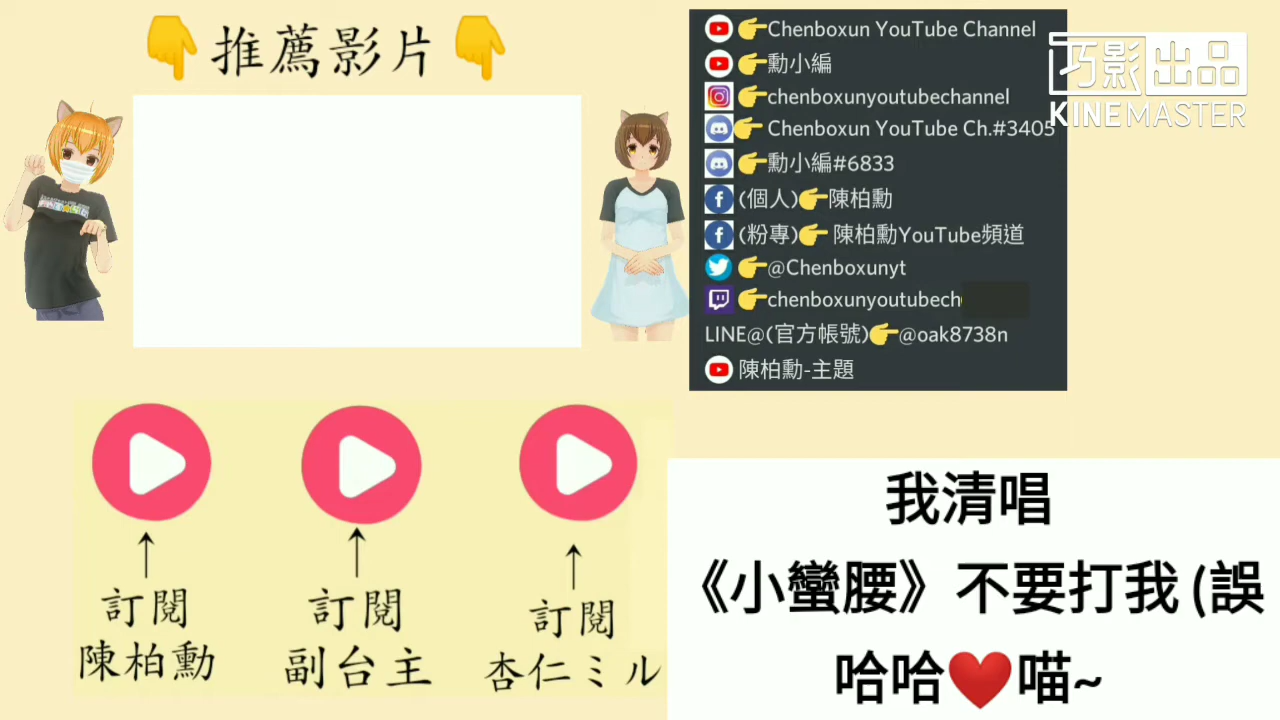 👇推薦影片👇
👉Chenboxun YouTube Channel
👉勳小編
👉chenboxunyoutubechannel
👉 Chenboxun YouTube Ch.#3405
👉勳小編#6833
(個人)👉陳柏勳
(粉專)👉 陳柏勳YouTube頻道
👉@Chenboxunyt
👉chenboxunyoutubech
LINE@(官方帳號)👉@oak8738n
陳柏勳-主題
巧影出品
KINEMASTER
訂閱
陳柏勳
訂閱
副台主
訂閱
杏仁ミル
我清唱
《小蠻腰》不要打我(誤
哈哈❤️喵~